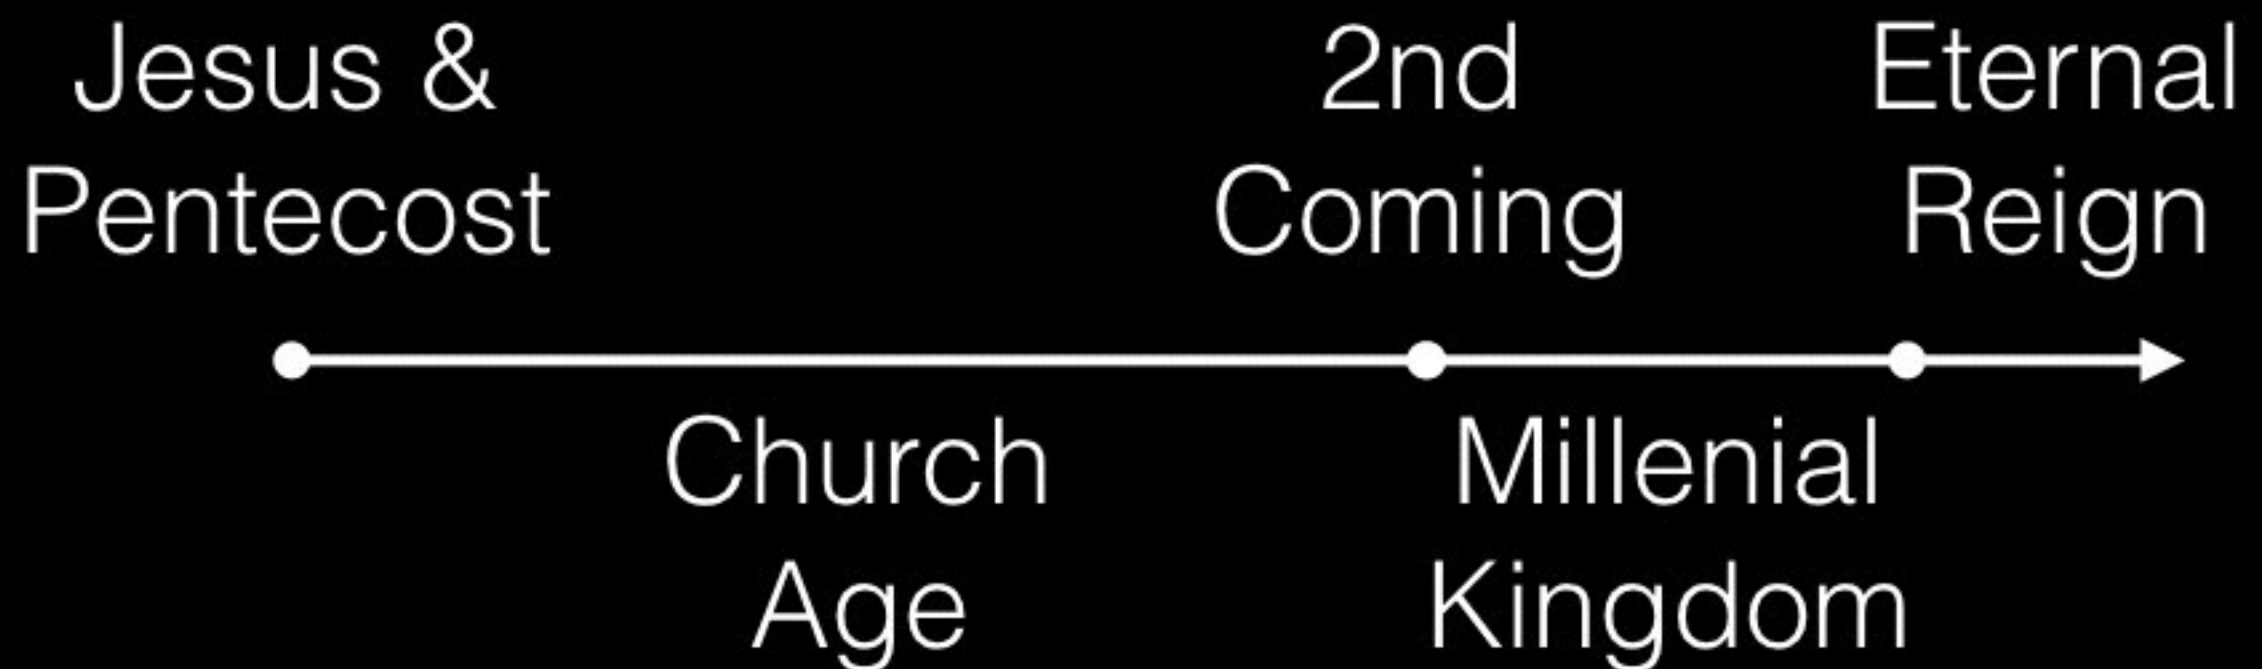 Jesus &
Pentecost
2nd
Coming
Eternal
Reign
Church
Age
Millenial
Kingdom